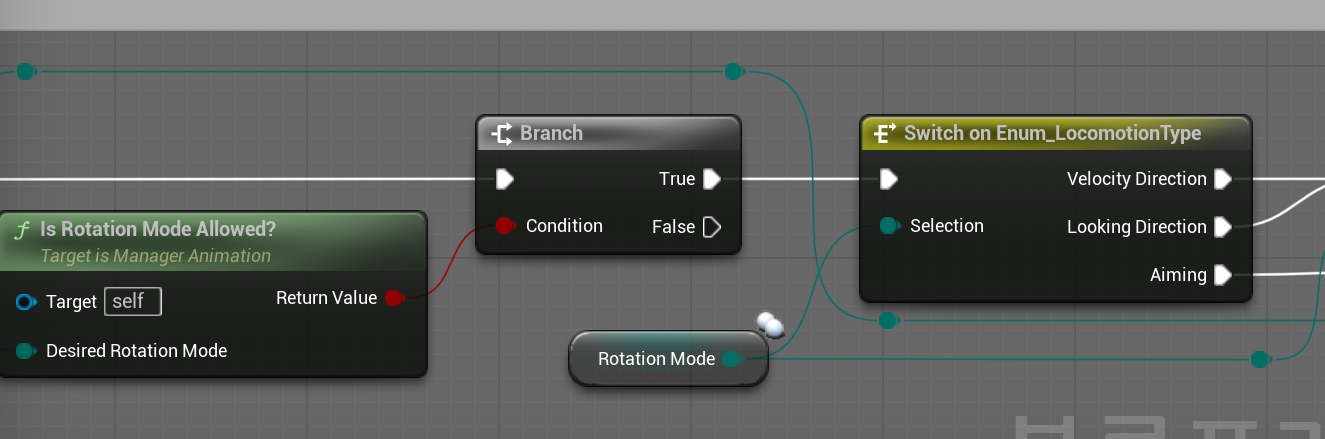 Branch
True
Condition
False
Switch on Enum_LocomotionType
Velocity Direction
Looking Direction
Selection
Aiming
Is Rotation Mode Allowed?
Target is Manager Animation
Target self
Return Value
Desired Rotation Mode
Rotation Mode